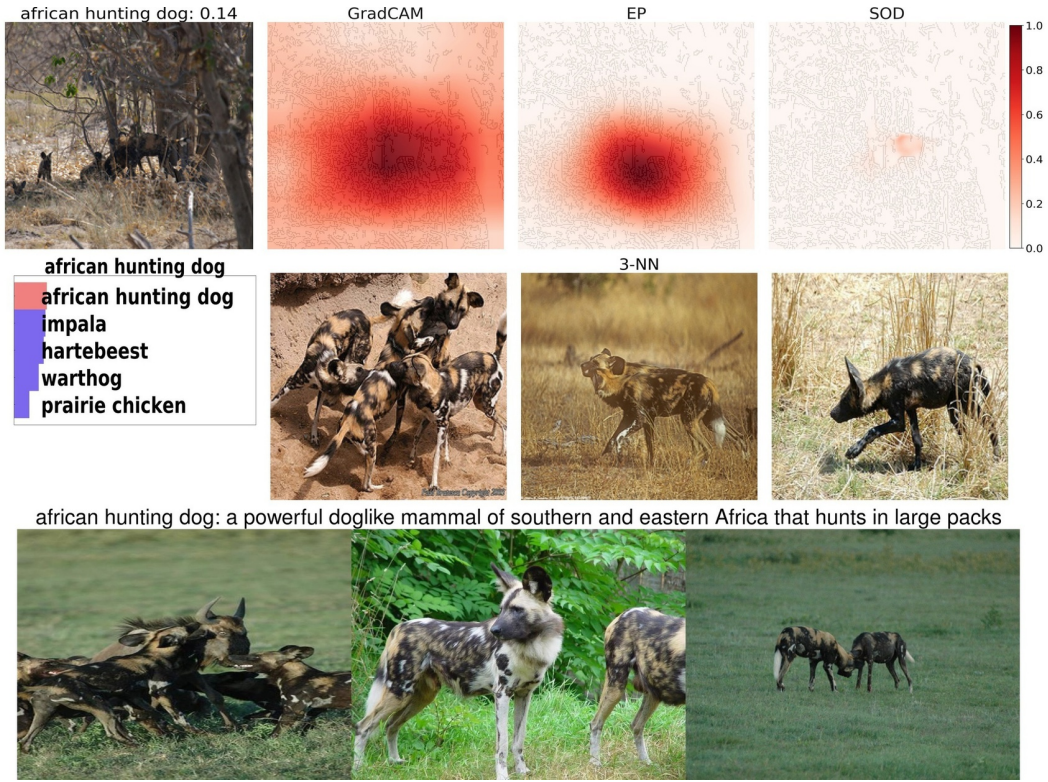 african hunting dog: 0.14
GradCAM
EP
SOD
1.0
0.8
0.6
0.4
0.2
0.0
african hunting dog
african hunting dog
impala
hartebeest
warthog
prairie chicken
3-NN
african hunting dog: a powerful doglike mammal of southern and eastern Africa that hunts in large packs